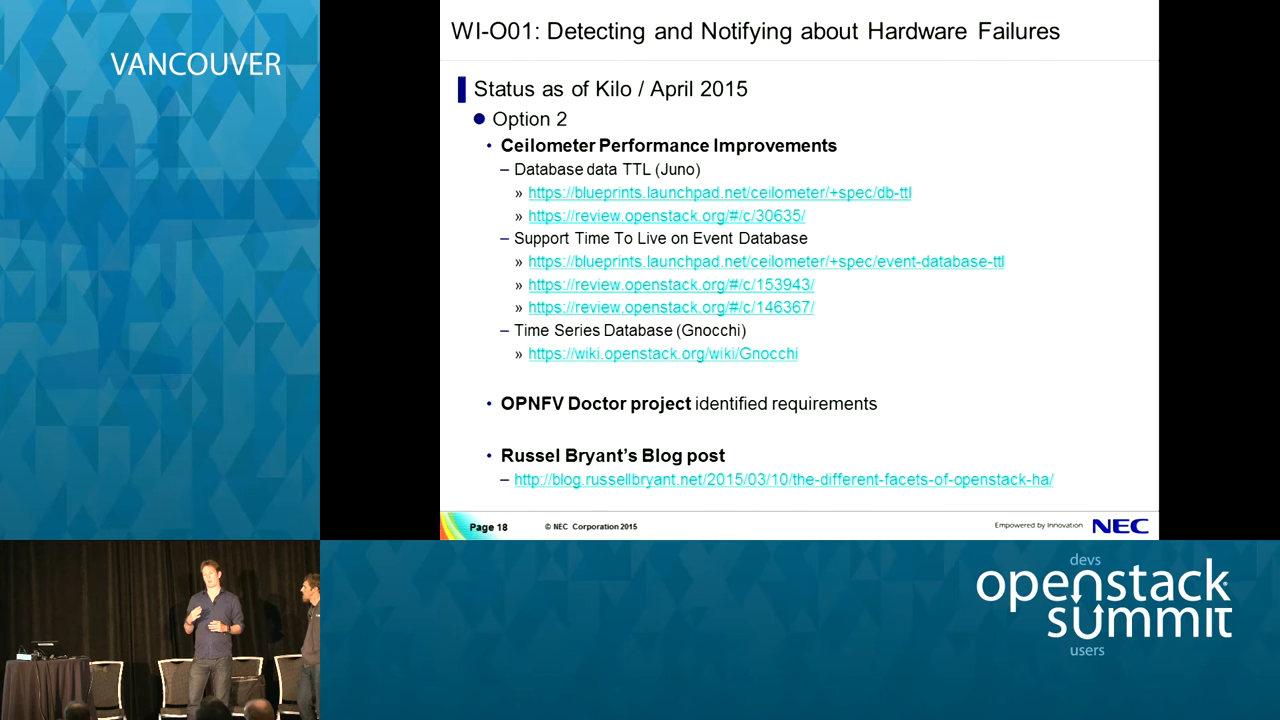 VANCOUVER
WI-O01: Detecting and Notifying about Hardware Failures
Status as of Kilo / April 2015
Option 2
• Ceilometer Performance Improvements
– Database data TTL (Juno)
» https://blueprints.launchpad.net/ceilometer/+spec/db-ttl
» https://review.openstack.org/#/c/30635/
– Support Time To Live on Event Database
» https://blueprints.launchpad.net/ceilometer/+spec/event-database-ttl
» https://review.openstack.org/#/c/153943/
» https://review.openstack.org/#/c/146367/
– Time Series Database (Gnocchi)
» https://wiki.openstack.org/wiki/Gnocchi
• OPNFV Doctor project identified requirements
• Russel Bryant's Blog post
– http://blog.russellbryant.net/2015/03/10/the-different-facets-of-openstack-ha/
Page 18 © NEC Corporation 2015 Empowered by Innovation NEC
devs
openstack
summit
users